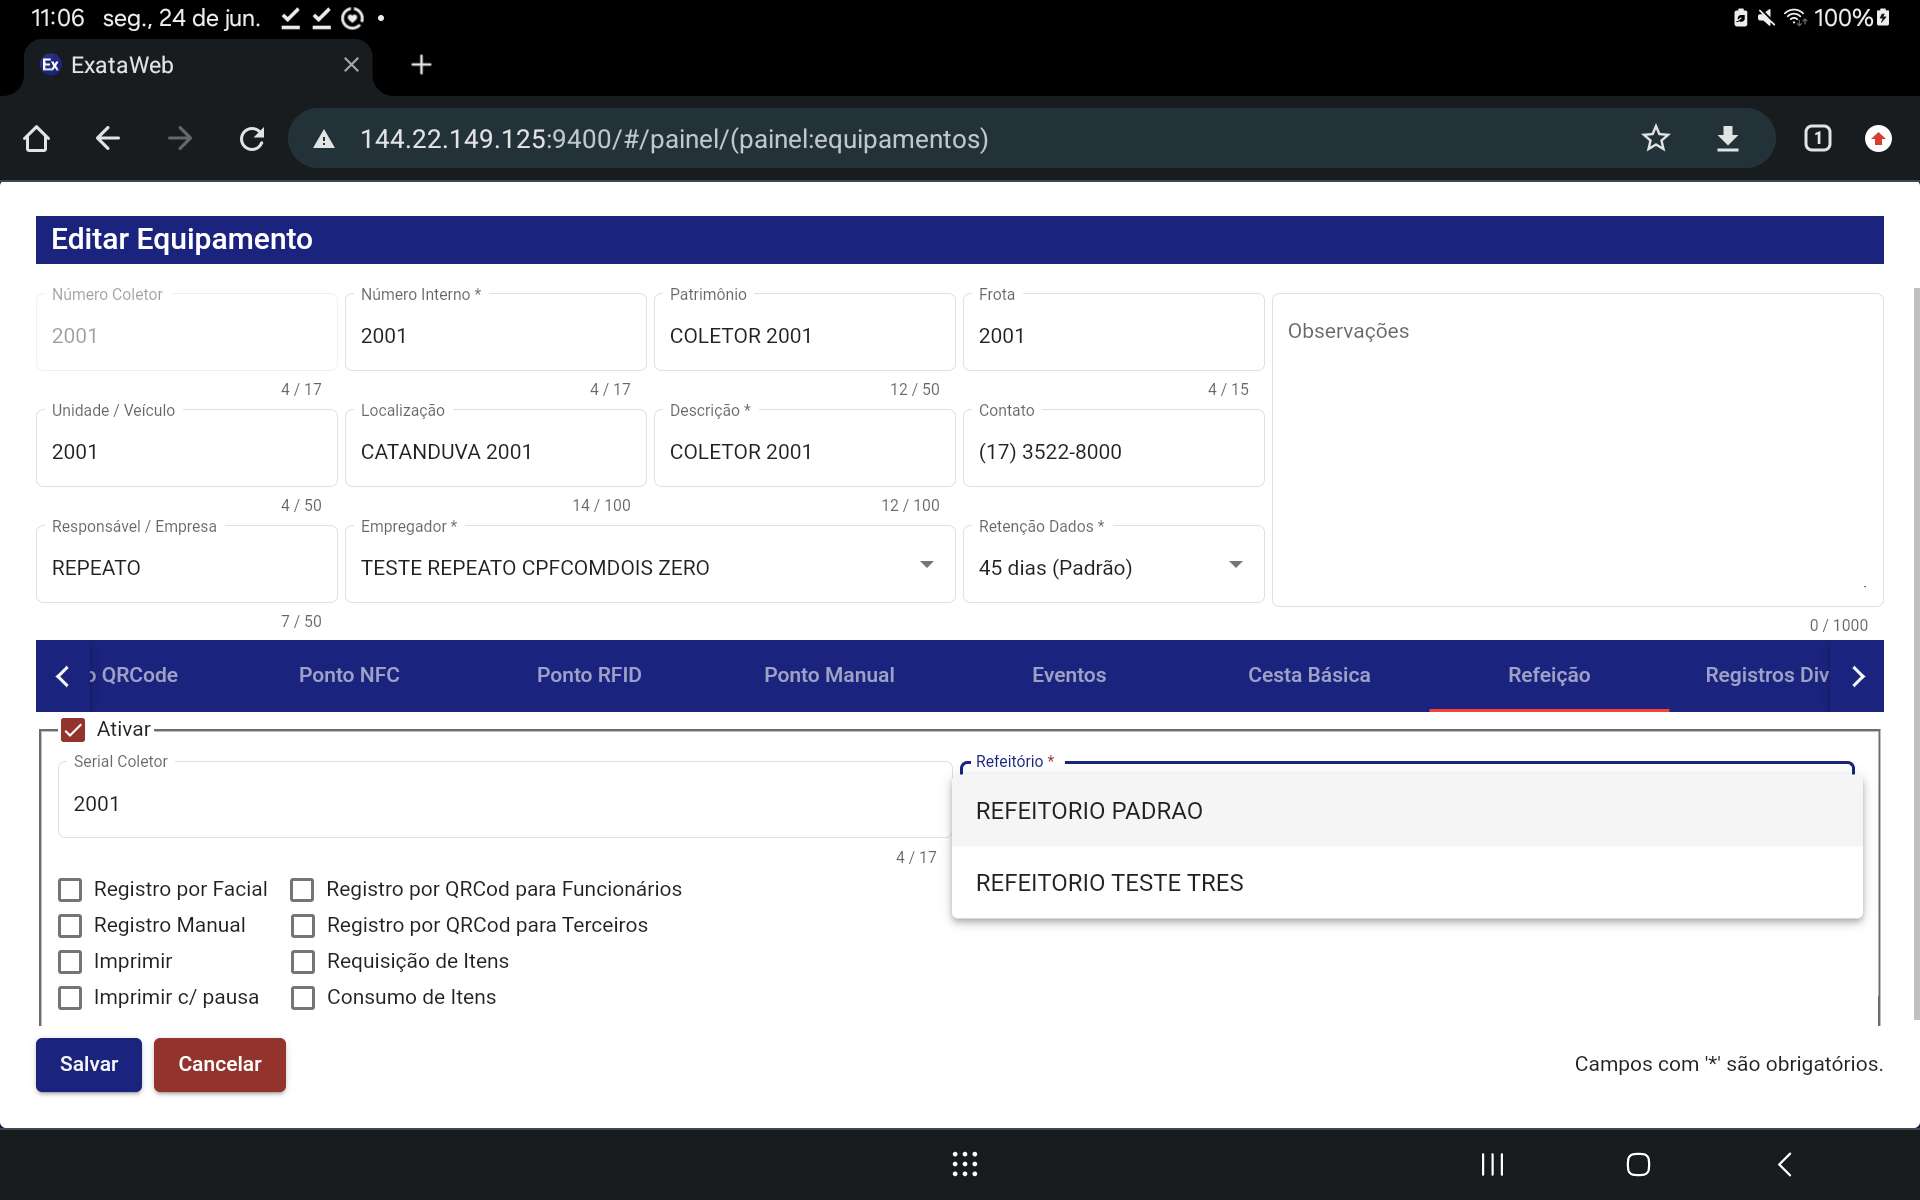 11:06 seg., 24 de jun.
100%
Ex ExataWeb
144.22.149.125:9400/#/painel/(painel:equipamentos)
1
Editar Equipamento
Número Coletor
2001
4 / 17
Número Interno *
2001
4 / 17
Patrimônio
COLETOR 2001
12 / 50
Frota
2001
4 / 15
Observações
0 / 1000
Unidade / Veículo
2001
4 / 50
Localização
CATANDUVA 2001
14 / 100
Descrição *
COLETOR 2001
12 / 100
Contato
(17) 3522-8000
Responsável / Empresa
REPEATO
7 / 50
Empregador *
TESTE REPEATO CPFCOMDOIS ZERO
Retenção Dados *
45 dias (Padrão)
o QRCode
Ponto NFC
Ponto RFID
Ponto Manual
Eventos
Cesta Básica
Refeição
Registros Div
Ativar
Serial Coletor
2001
4 / 17
Refeitório *
REFEITORIO PADRAO
REFEITORIO TESTE TRES
Registro por Facial
Registro por QRCod para Funcionários
Registro Manual
Registro por QRCod para Terceiros
Imprimir
Requisição de Itens
Imprimir c/ pausa
Consumo de Itens
Salvar
Cancelar
Campos com '*' são obrigatórios.